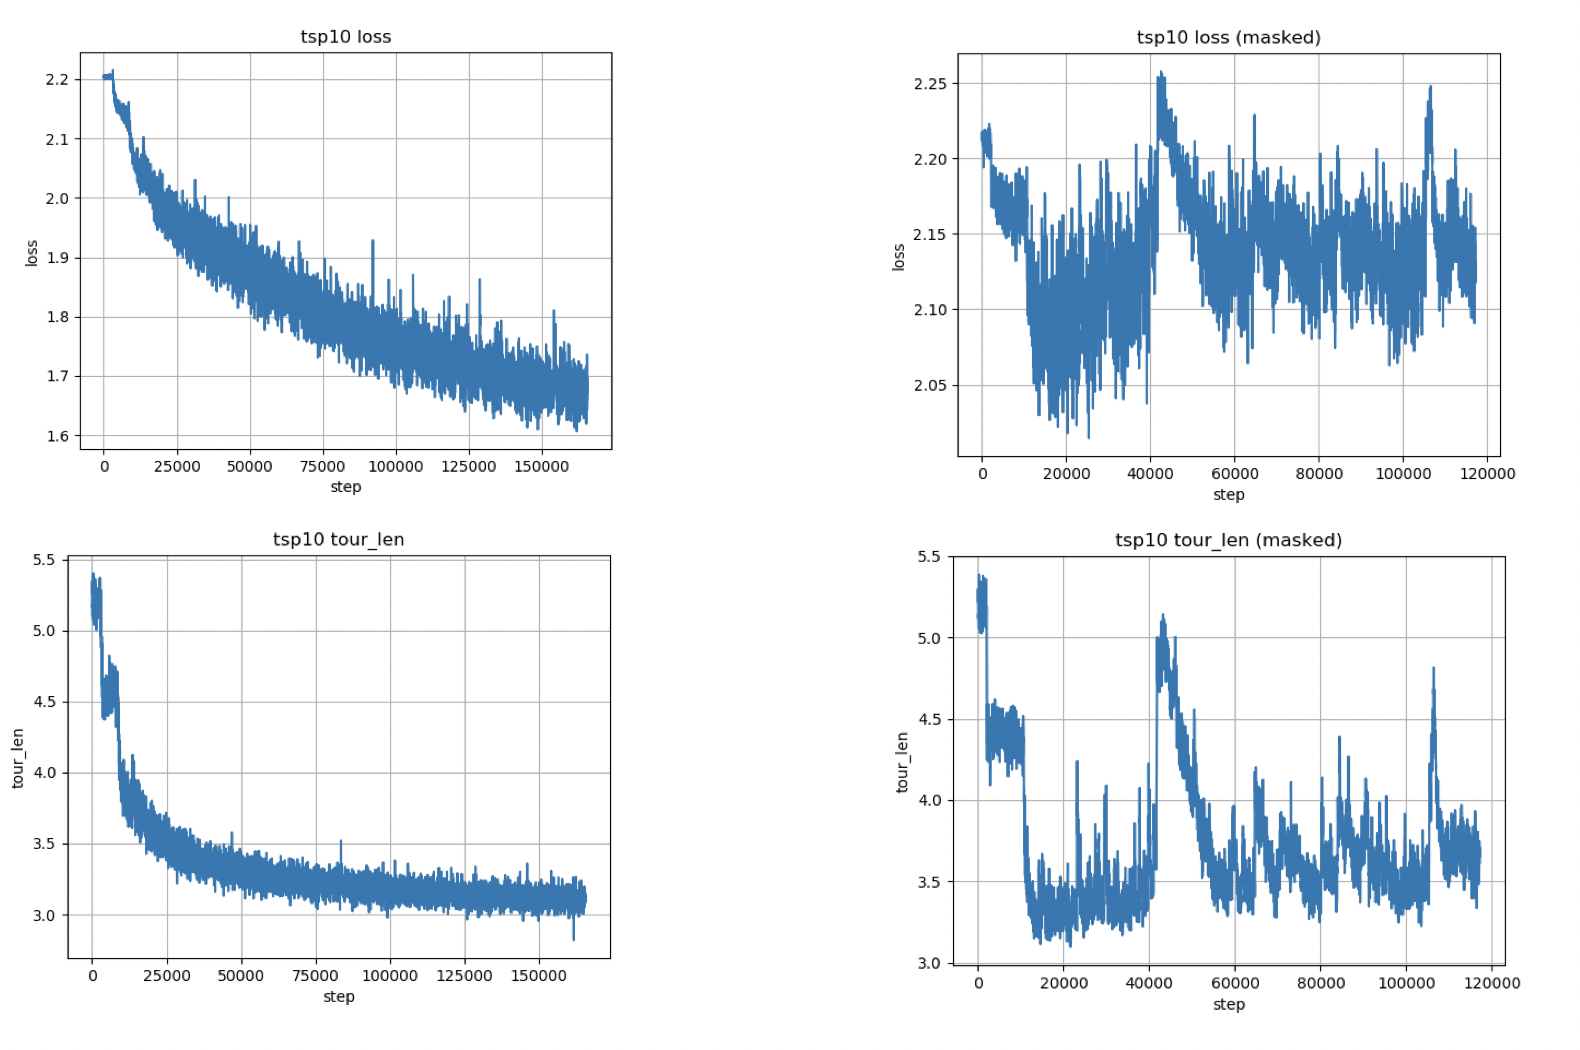 tsp10 loss
loss
2.2
2.1
2.0
1.9
1.8
1.7
1.6
0 25000 50000 75000 100000 125000 150000
step
tsp10 loss (masked)
loss
2.25
2.20
2.15
2.10
2.05
0 20000 40000 60000 80000 100000 120000
step
tsp10 tour_len
tour_len
5.5
5.0
4.5
4.0
3.5
3.0
0 25000 50000 75000 100000 125000 150000
step
tsp10 tour_len (masked)
tour_len
5.5
5.0
4.5
4.0
3.5
3.0
0 20000 40000 60000 80000 100000 120000
step